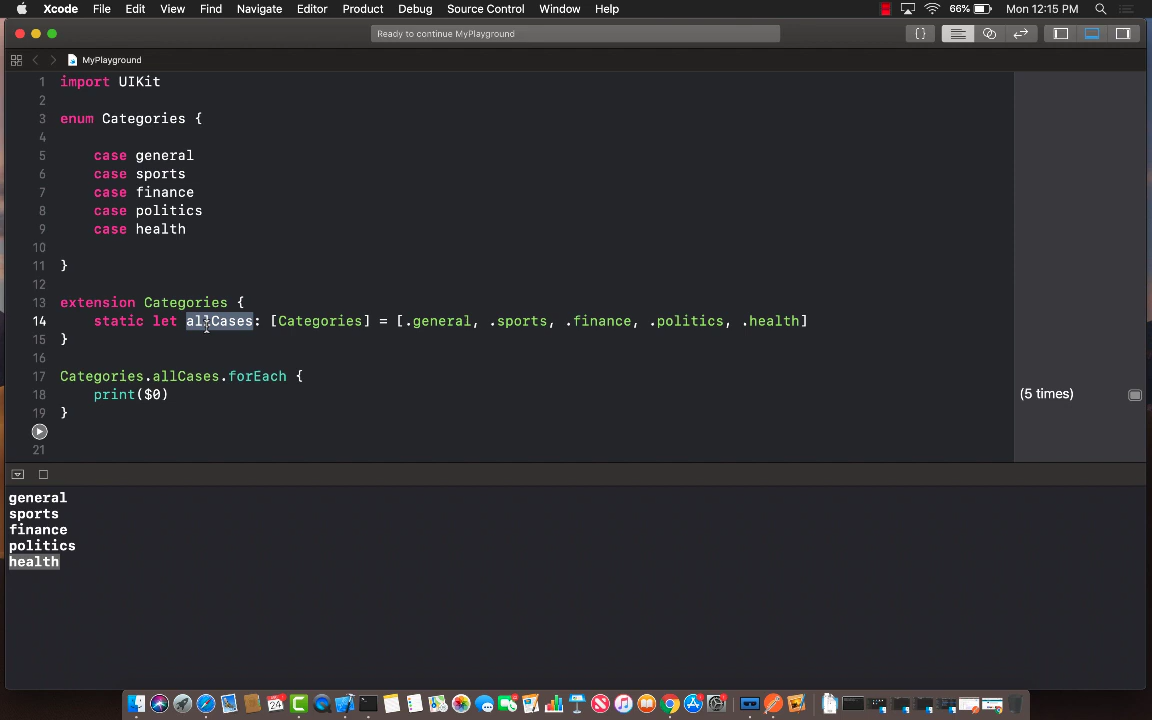 Xcode File Edit View Find Navigate Editor Product Debug Source Control Window Help 66% Mon 12:15 PM
Ready to continue MyPlayground
{ }
MyPlayground
1 import UIKit
2
3 enum Categories {
4
5 case general
6 case sports
7 case finance
8 case politics
9 case health
10
11 }
12
13 extension Categories {
14 static let allCases: [Categories] = [.general, .sports, .finance, .politics, .health]
15 }
16
17 Categories.allCases.forEach {
18 print($0)
(5 times)
19 }
21
general
sports
finance
politics
health